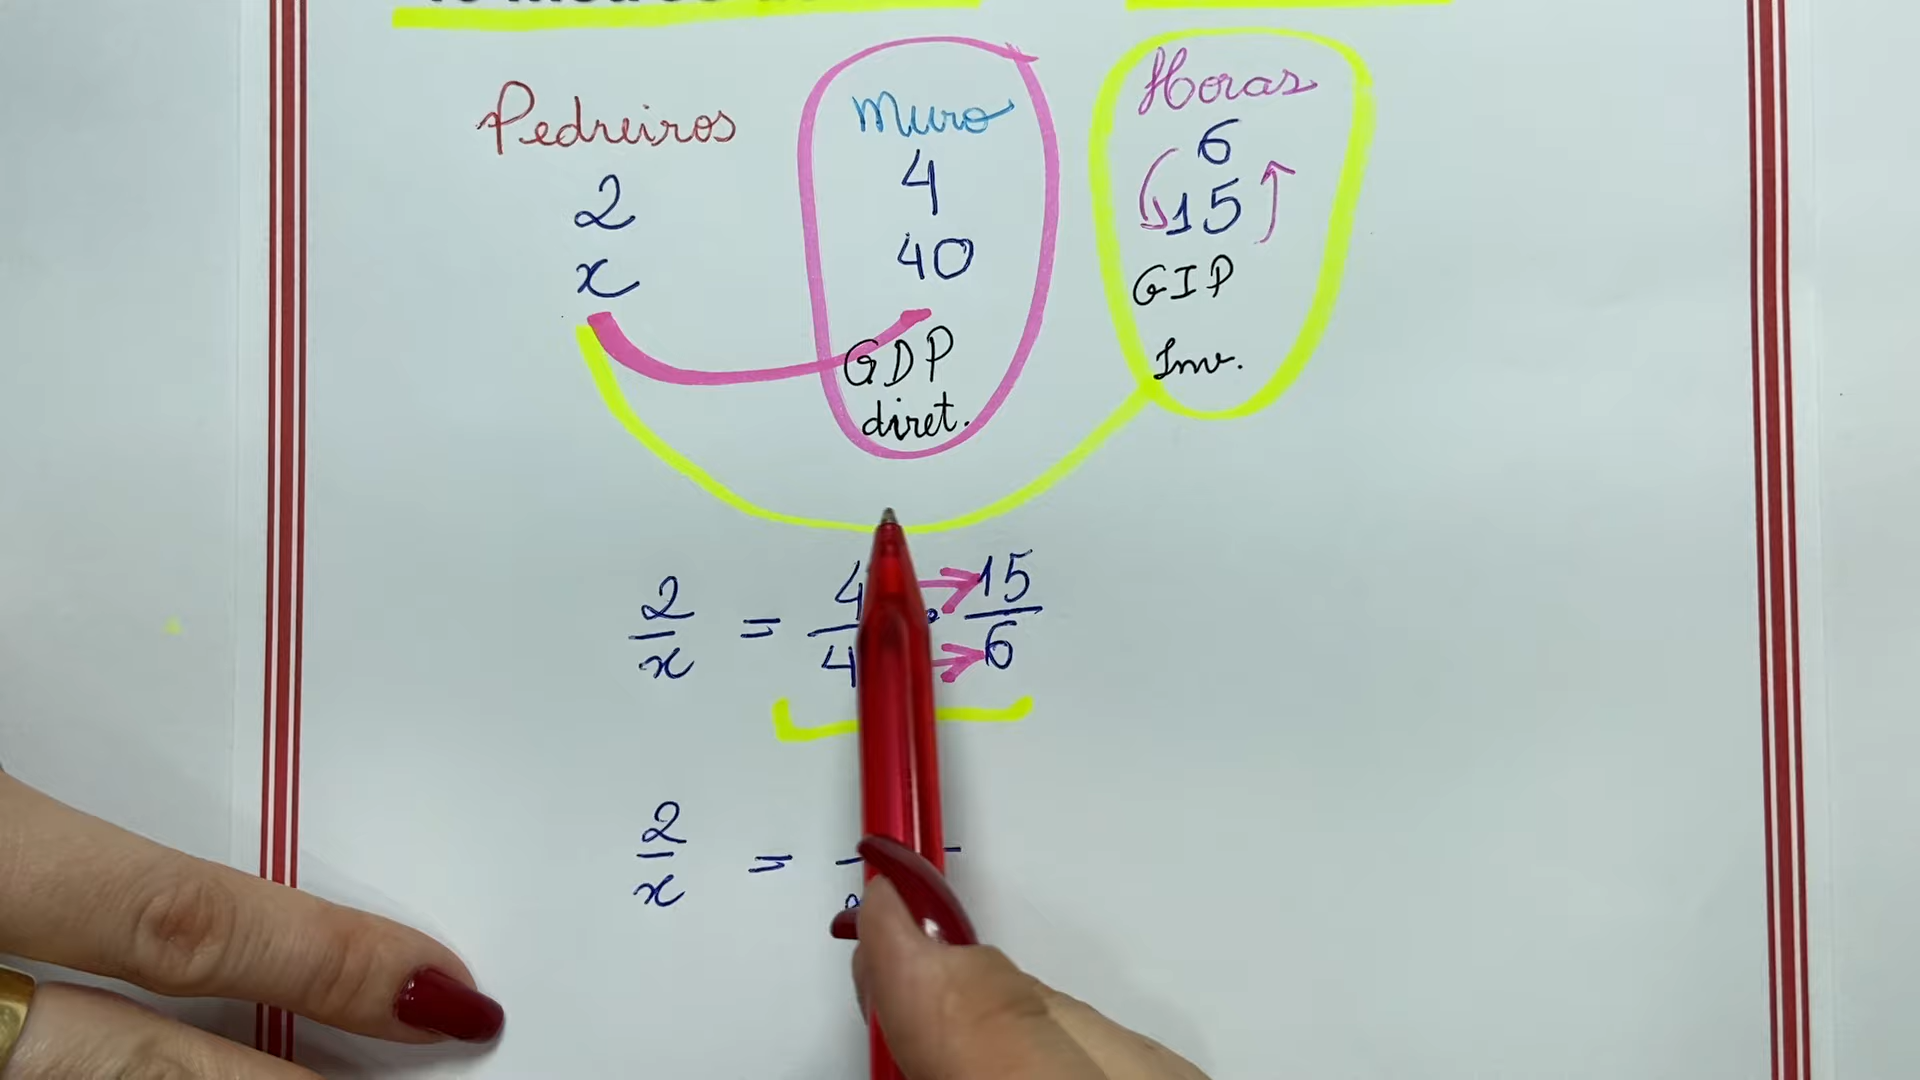 Pedreiros Muro Horas
2 4 6
x 40 15
GDP GIP
diret. Inv.
2/x = 4/4 . 15/6
2/x =